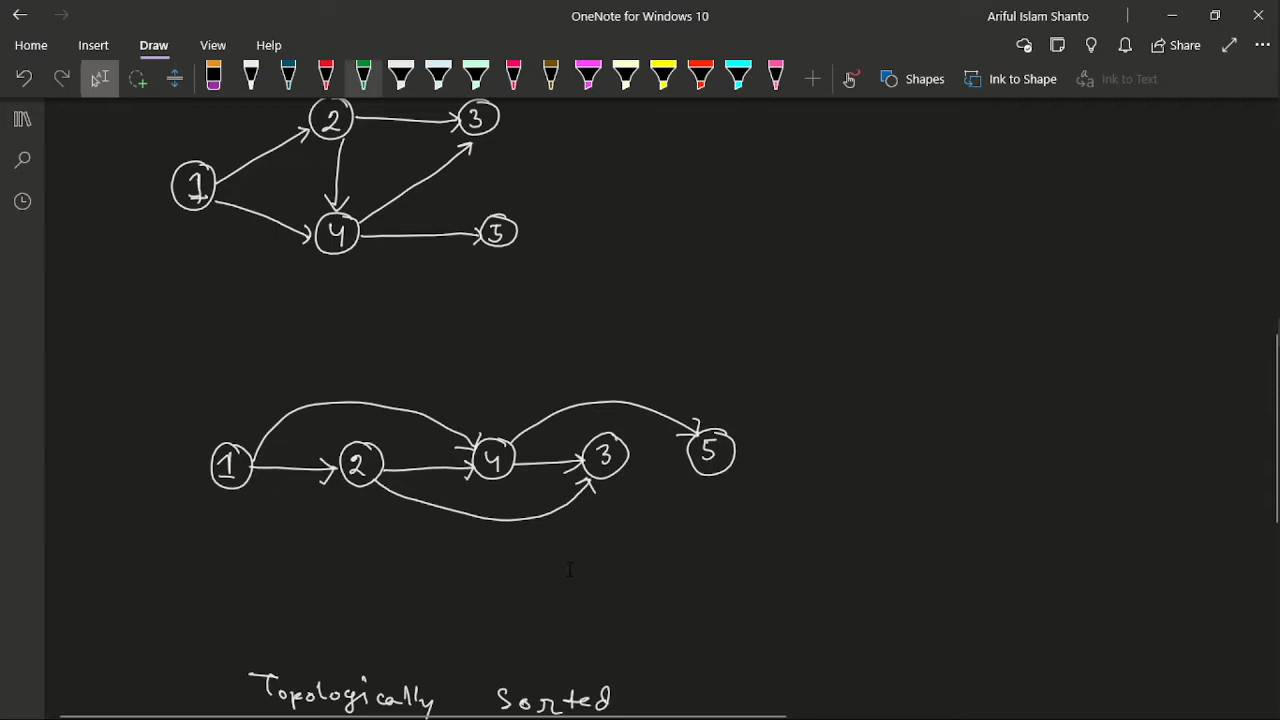 OneNote for Windows 10
Ariful Islam Shanto
Home Insert Draw View Help
Share
Shapes
Ink to Shape
Ink to Text
2 3
1
4 5
1 2 4 3 5
Topologically sorted